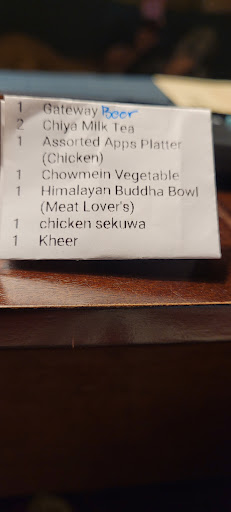 1 Gateway Beer
2 Chiya Milk Tea
1 Assorted Apps Platter
(Chicken)
1 Chowmein Vegetable
1 Himalayan Buddha Bowl
(Meat Lover's)
1 chicken sekuwa
1 Kheer